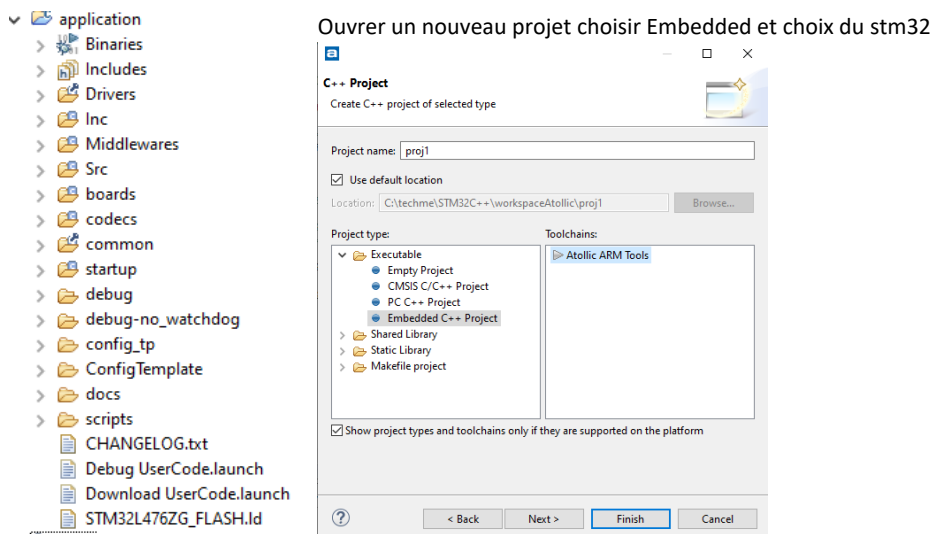 application
Binaries
Includes
Drivers
Inc
Middlewares
Src
boards
codecs
common
startup
debug
debug-no_watchdog
config_tp
ConfigTemplate
docs
scripts
CHANGELOG.txt
Debug UserCode.launch
Download UserCode.launch
STM32L476ZG_FLASH.ld
Ouvrer un nouveau projet choisir Embedded et choix du stm32
a
C++ Project
Create C++ project of selected type
Project name: proj1
Use default location
Location: C:\techme\STM32C++\workspaceAtollic\proj1 Browse...
Project type: Toolchains:
Executable Atollic ARM Tools
Empty Project
CMSIS C/C++ Project
PC C++ Project
Embedded C++ Project
Shared Library
Static Library
Makefile project
Show project types and toolchains only if they are supported on the platform
? < Back Next > Finish Cancel